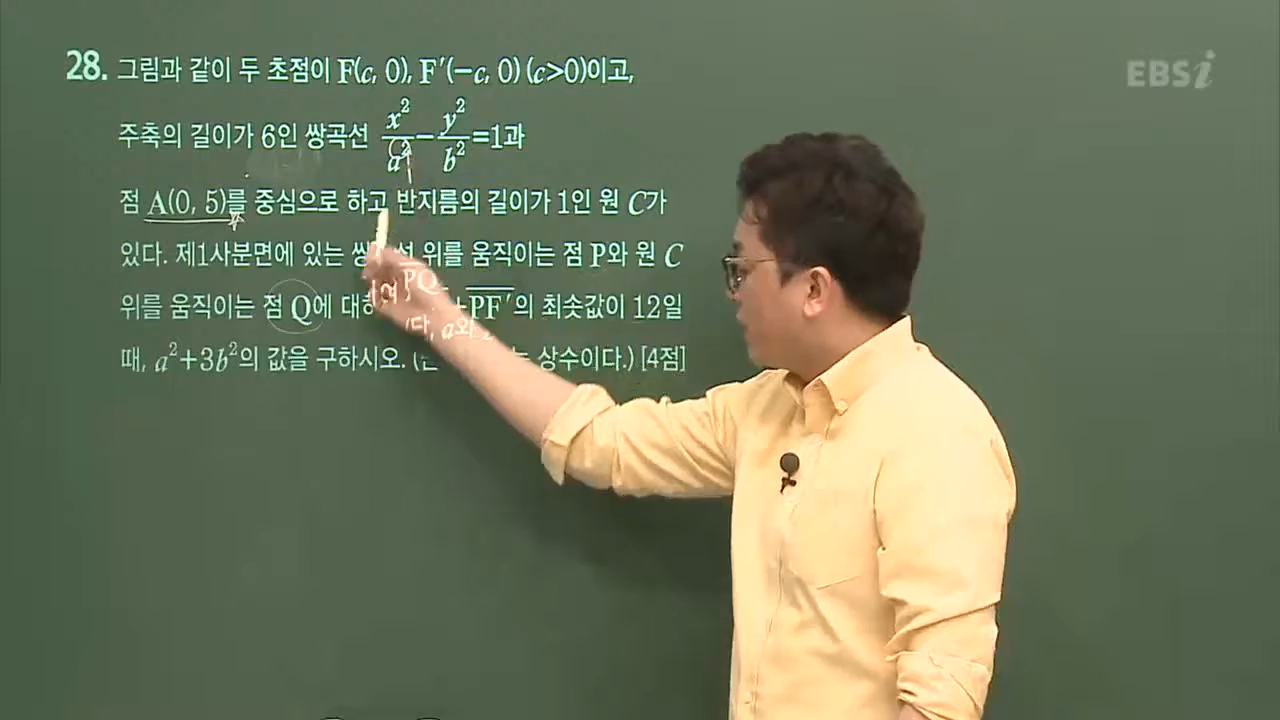 EBSi
28. 그림과 같이 두 초점이 F(c, 0), F′(−c, 0) (c>0)이고,
주축의 길이가 6인 쌍곡선 x²/a² − y²/b² =1과
점 A(0, 5)를 중심으로 하고 반지름의 길이가 1인 원 C가
있다. 제1사분면에 있는 위를 움직이는 점 P와 원 C
위를 움직이는 점 Q에 PQ + PF′의 최솟값이 12일
때, a²+3b²의 값을 구하시오. 상수이다.) [4점]